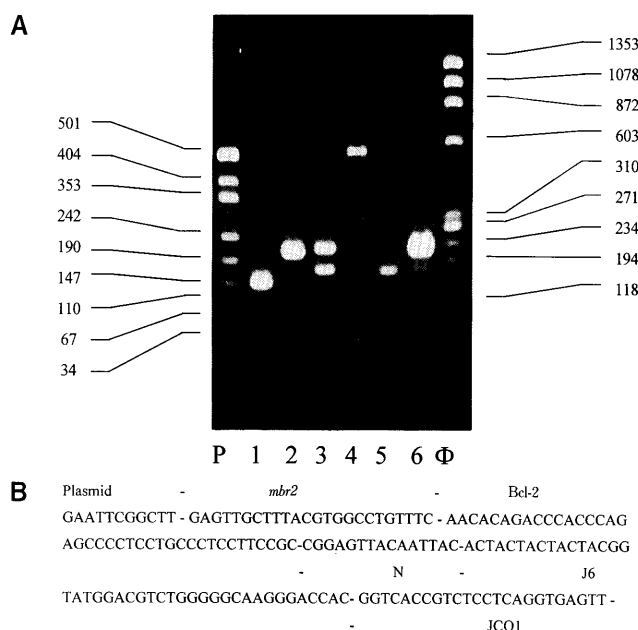 A
501
404
353
242
190
147
110
67
34
1353
1078
872
603
310
271
234
194
118
P 1 2 3 4 5 6 Φ
B
Plasmid - mbr2 - Bcl-2
GAATTCGGCTT - GAGTTGCTTTACGTGGCCTGTTTC - AACACAGACCCACCCAG
AGCCCCTCCTGCCCTCCTTCCGC-CGGAGTTACAATTAC-ACTACTACTACTACGG
- N - J6
TATGGACGTCTGGGGGCAAGGGACCAC- GGTCACCGTCTCCTCAGGTGAGTT -
- JCO1